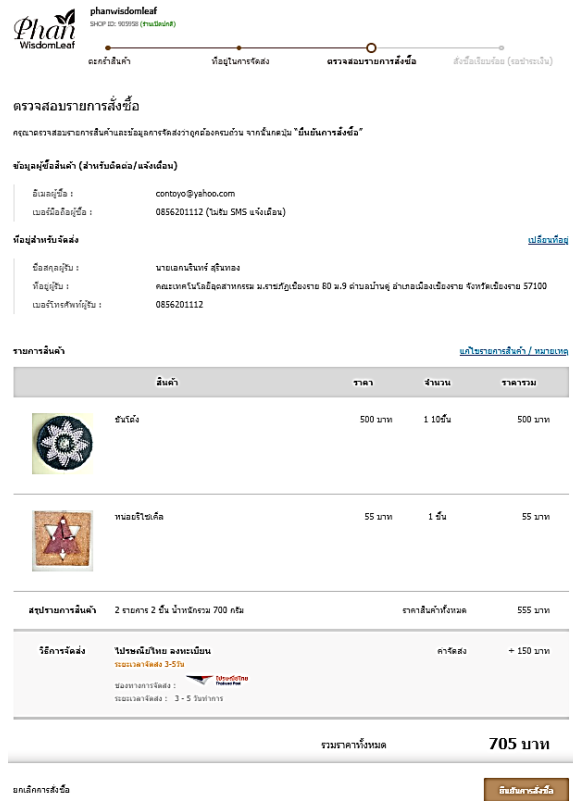 Phan
WisdomLeaf
phanwisdomleaf
SHOP ID: 905958 (ร้านเปิดปกติ)
ตะกร้าสินค้า ที่อยู่ในการจัดส่ง ตรวจสอบรายการสั่งซื้อ สั่งซื้อเรียบร้อย (รอชำระเงิน)
ตรวจสอบรายการสั่งซื้อ
กรุณาตรวจสอบรายการสินค้าและข้อมูลการจัดส่งว่าถูกต้องครบถ้วน จากนั้นกดปุ่ม "ยืนยันการสั่งซื้อ"
ข้อมูลผู้ซื้อสินค้า (สำหรับติดต่อ/แจ้งเตือน)
อีเมลผู้ซื้อ : contoyo@yahoo.com
เบอร์มือถือผู้ซื้อ : 0856201112 (ไม่รับ SMS แจ้งเตือน)
ที่อยู่สำหรับจัดส่ง เปลี่ยนที่อยู่
ชื่อสกุลผู้รับ : นายเอกนรินทร์ สุรินทอง
ที่อยู่ผู้รับ : คณะเทคโนโลยีอุตสาหกรรม ม.ราชภัฏเชียงราย 80 ม.9 ตำบลบ้านดู่ อำเภอเมืองเชียงราย จังหวัดเชียงราย 57100
เบอร์โทรศัพท์ผู้รับ : 0856201112
รายการสินค้า แก้ไขรายการสินค้า / หมายเหตุ
สินค้า ราคา จำนวน ราคารวม
ขันโต้ง 500 บาท 1 10ชิ้น 500 บาท
หน่อยรีไซเคิล 55 บาท 1 ชิ้น 55 บาท
สรุปรายการสินค้า 2 รายการ 2 ชิ้น น้ำหนักรวม 700 กรัม ราคาสินค้าทั้งหมด 555 บาท
วิธีการจัดส่ง ไปรษณีย์ไทย ลงทะเบียน ค่าจัดส่ง + 150 บาท
ระยะเวลาจัดส่ง 3-5วัน
ช่องทางการจัดส่ง : ไปรษณีย์ไทย
Thailand Post
ระยะเวลาจัดส่ง : 3 - 5 วันทำการ
รวมราคาทั้งหมด 705 บาท
ยกเลิกการสั่งซื้อ ยืนยันการสั่งซื้อ